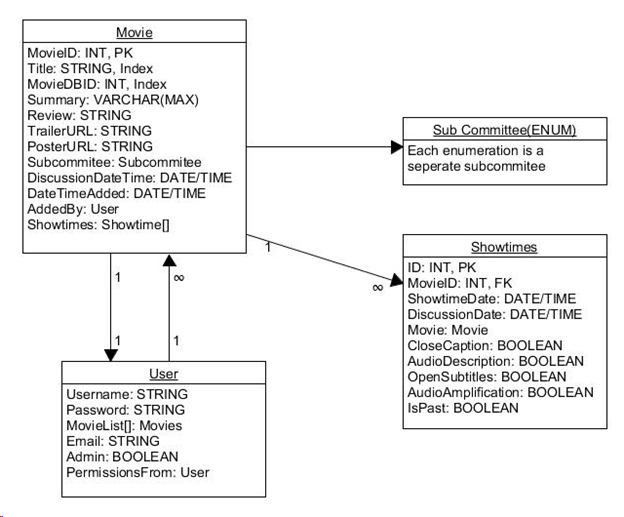 Movie
MovieID: INT, PK
Title: STRING, Index
MovieDBID: INT, Index
Summary: VARCHAR(MAX)
Review: STRING
TrailerURL: STRING
PosterURL: STRING
Subcommitee: Subcommitee
DiscussionDateTime: DATE/TIME
DateTimeAdded: DATE/TIME
AddedBy: User
Showtimes: Showtime[]
Sub Committee(ENUM)
Each enumeration is a
seperate subcommitee
1
∞
Showtimes
ID: INT, PK
MovieID: INT, FK
ShowtimeDate: DATE/TIME
DiscussionDate: DATE/TIME
Movie: Movie
CloseCaption: BOOLEAN
AudioDescription: BOOLEAN
OpenSubtitles: BOOLEAN
AudioAmplification: BOOLEAN
IsPast: BOOLEAN
1
∞
1
1
User
Username: STRING
Password: STRING
MovieList[]: Movies
Email: STRING
Admin: BOOLEAN
PermissionsFrom: User